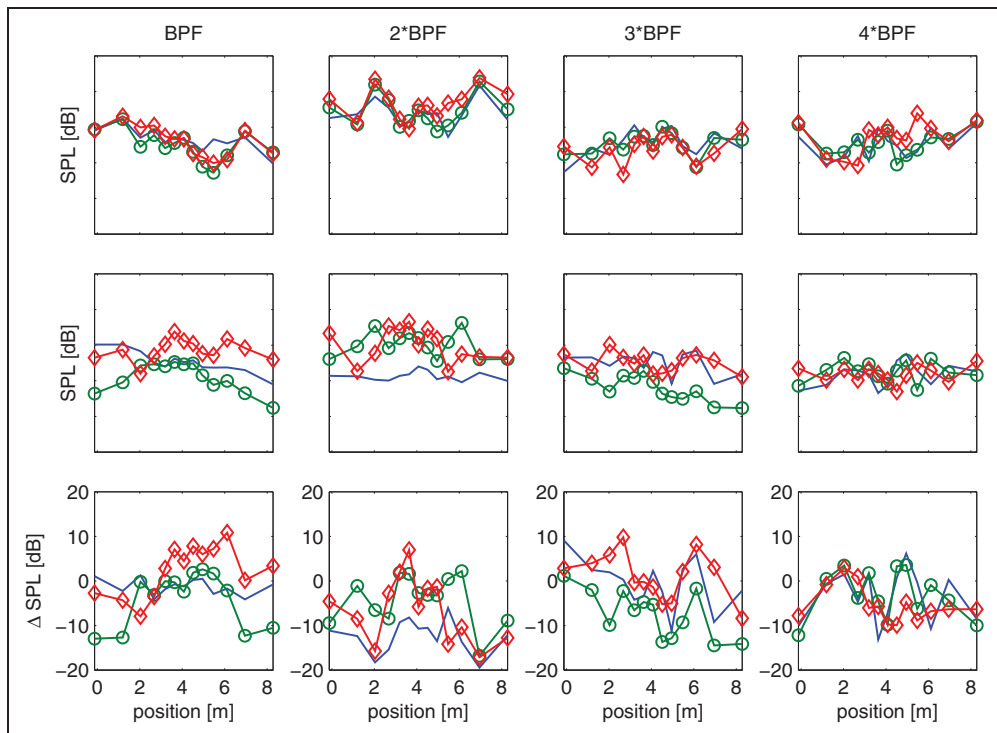 BPF 2*BPF 3*BPF 4*BPF
SPL [dB]
SPL [dB]
Δ SPL [dB]
20 20 20 20
10 10 10 10
0 0 0 0
−10 −10 −10 −10
−20 −20 −20 −20
0 2 4 6 8 0 2 4 6 8 0 2 4 6 8 0 2 4 6 8
position [m] position [m] position [m] position [m]